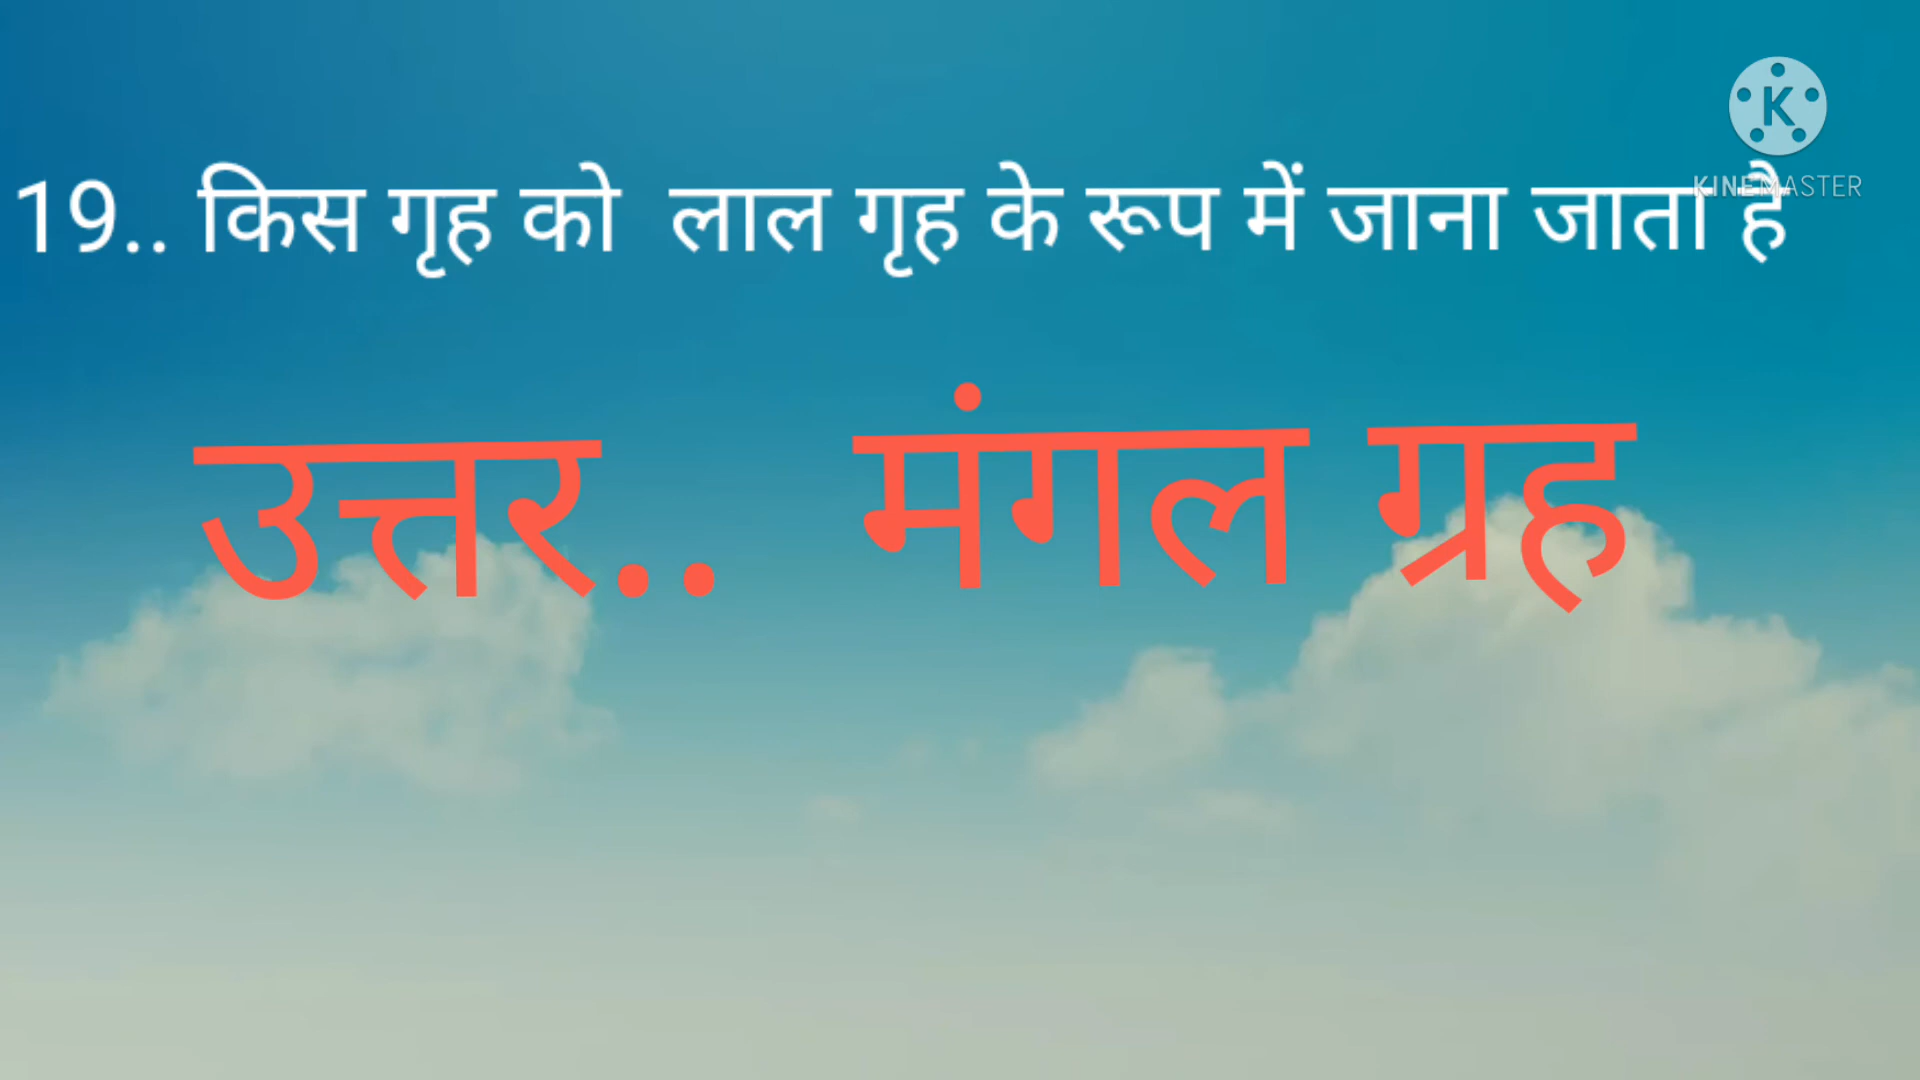 K
KINEMASTER
19.. किस गृह को लाल गृह के रूप में जाना जाता है
उत्तर.. मंगल ग्रह